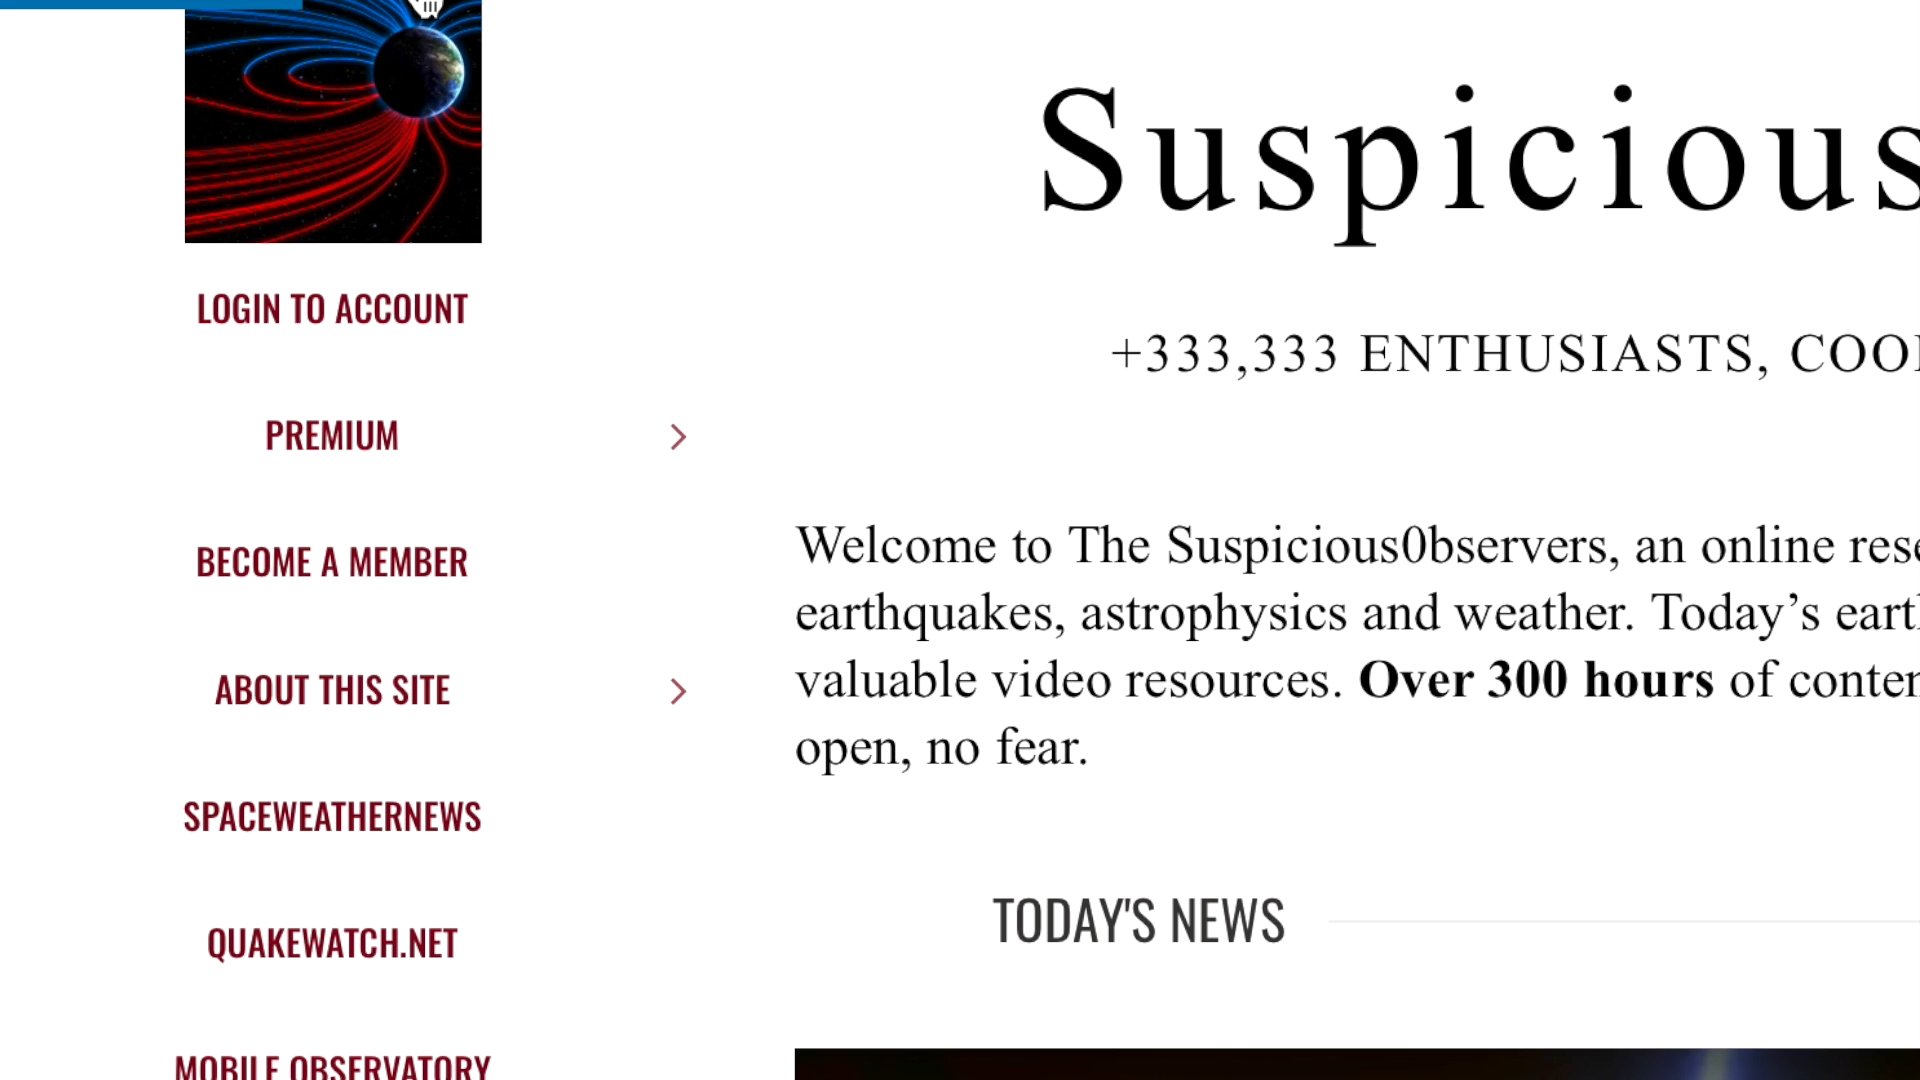 LOGIN TO ACCOUNT
PREMIUM
BECOME A MEMBER
ABOUT THIS SITE
SPACEWEATHERNEWS
QUAKEWATCH.NET
MOBILE OBSERVATORY
Suspicious
+333,333 ENTHUSIASTS,
Welcome to The Suspicious0bservers, an online
earthquakes, astrophysics and weather. Today’s
valuable video resources. Over 300 hours of
open, no fear.
TODAY'S NEWS